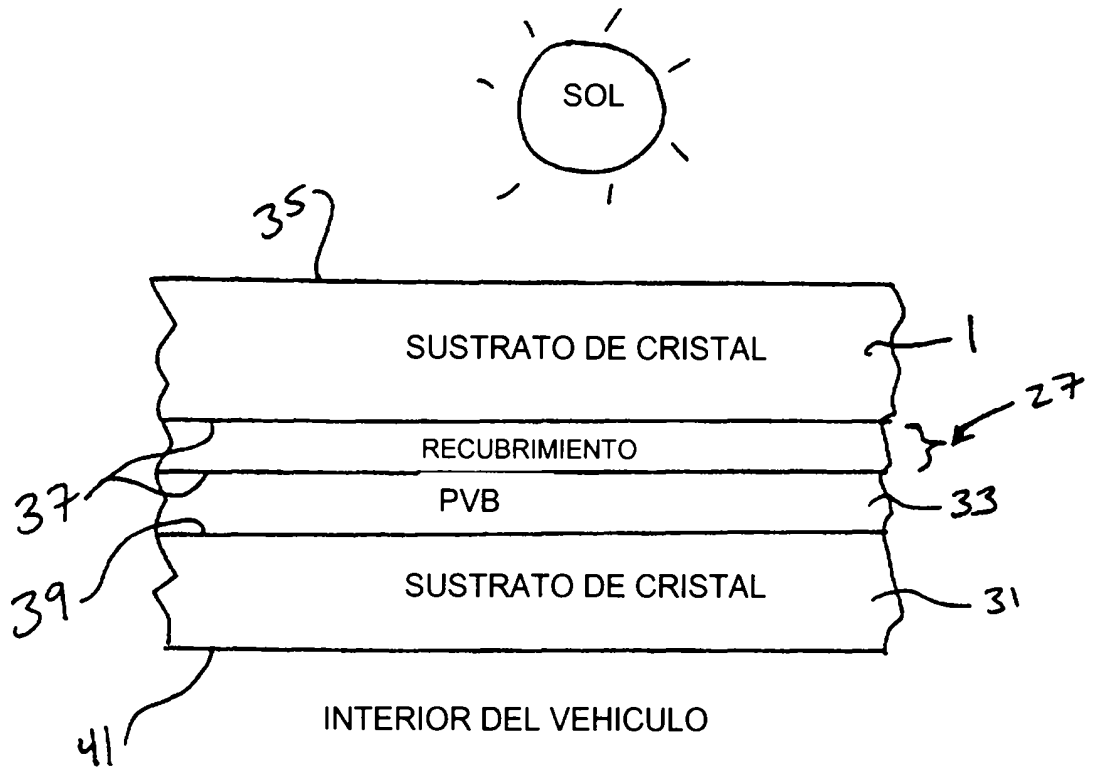 SOL
35
SUSTRATO DE CRISTAL
1
27
RECUBRIMIENTO
37
PVB
33
39
SUSTRATO DE CRISTAL
31
41
INTERIOR DEL VEHICULO